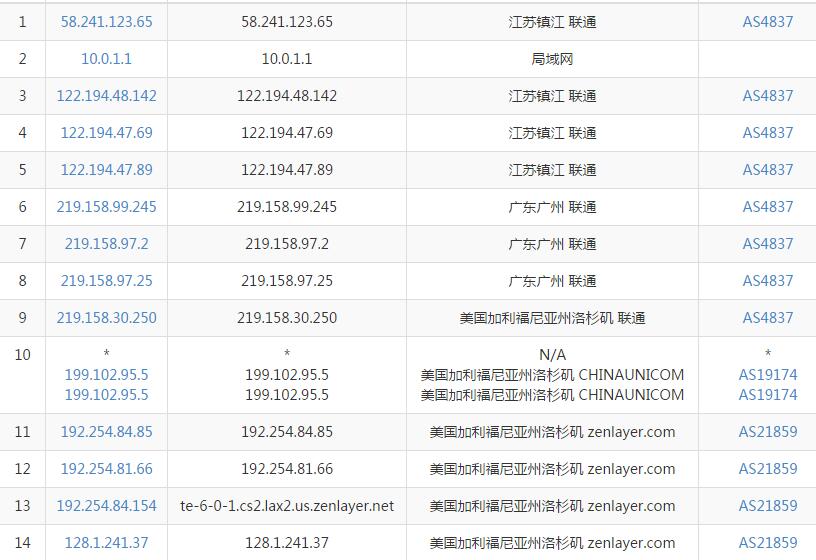 1 58.241.123.65 58.241.123.65 江苏镇江 联通 AS4837
2 10.0.1.1 10.0.1.1 局域网
3 122.194.48.142 122.194.48.142 江苏镇江 联通 AS4837
4 122.194.47.69 122.194.47.69 江苏镇江 联通 AS4837
5 122.194.47.89 122.194.47.89 江苏镇江 联通 AS4837
6 219.158.99.245 219.158.99.245 广东广州 联通 AS4837
7 219.158.97.2 219.158.97.2 广东广州 联通 AS4837
8 219.158.97.25 219.158.97.25 广东广州 联通 AS4837
9 219.158.30.250 219.158.30.250 美国加利福尼亚州洛杉矶 联通 AS4837
10 * * N/A *
199.102.95.5 199.102.95.5 美国加利福尼亚州洛杉矶 CHINAUNICOM AS19174
199.102.95.5 199.102.95.5 美国加利福尼亚州洛杉矶 CHINAUNICOM AS19174
11 192.254.84.85 192.254.84.85 美国加利福尼亚州洛杉矶 zenlayer.com AS21859
12 192.254.81.66 192.254.81.66 美国加利福尼亚州洛杉矶 zenlayer.com AS21859
13 192.254.84.154 te-6-0-1.cs2.lax2.us.zenlayer.net 美国加利福尼亚州洛杉矶 zenlayer.com AS21859
14 128.1.241.37 128.1.241.37 美国加利福尼亚州洛杉矶 zenlayer.com AS21859